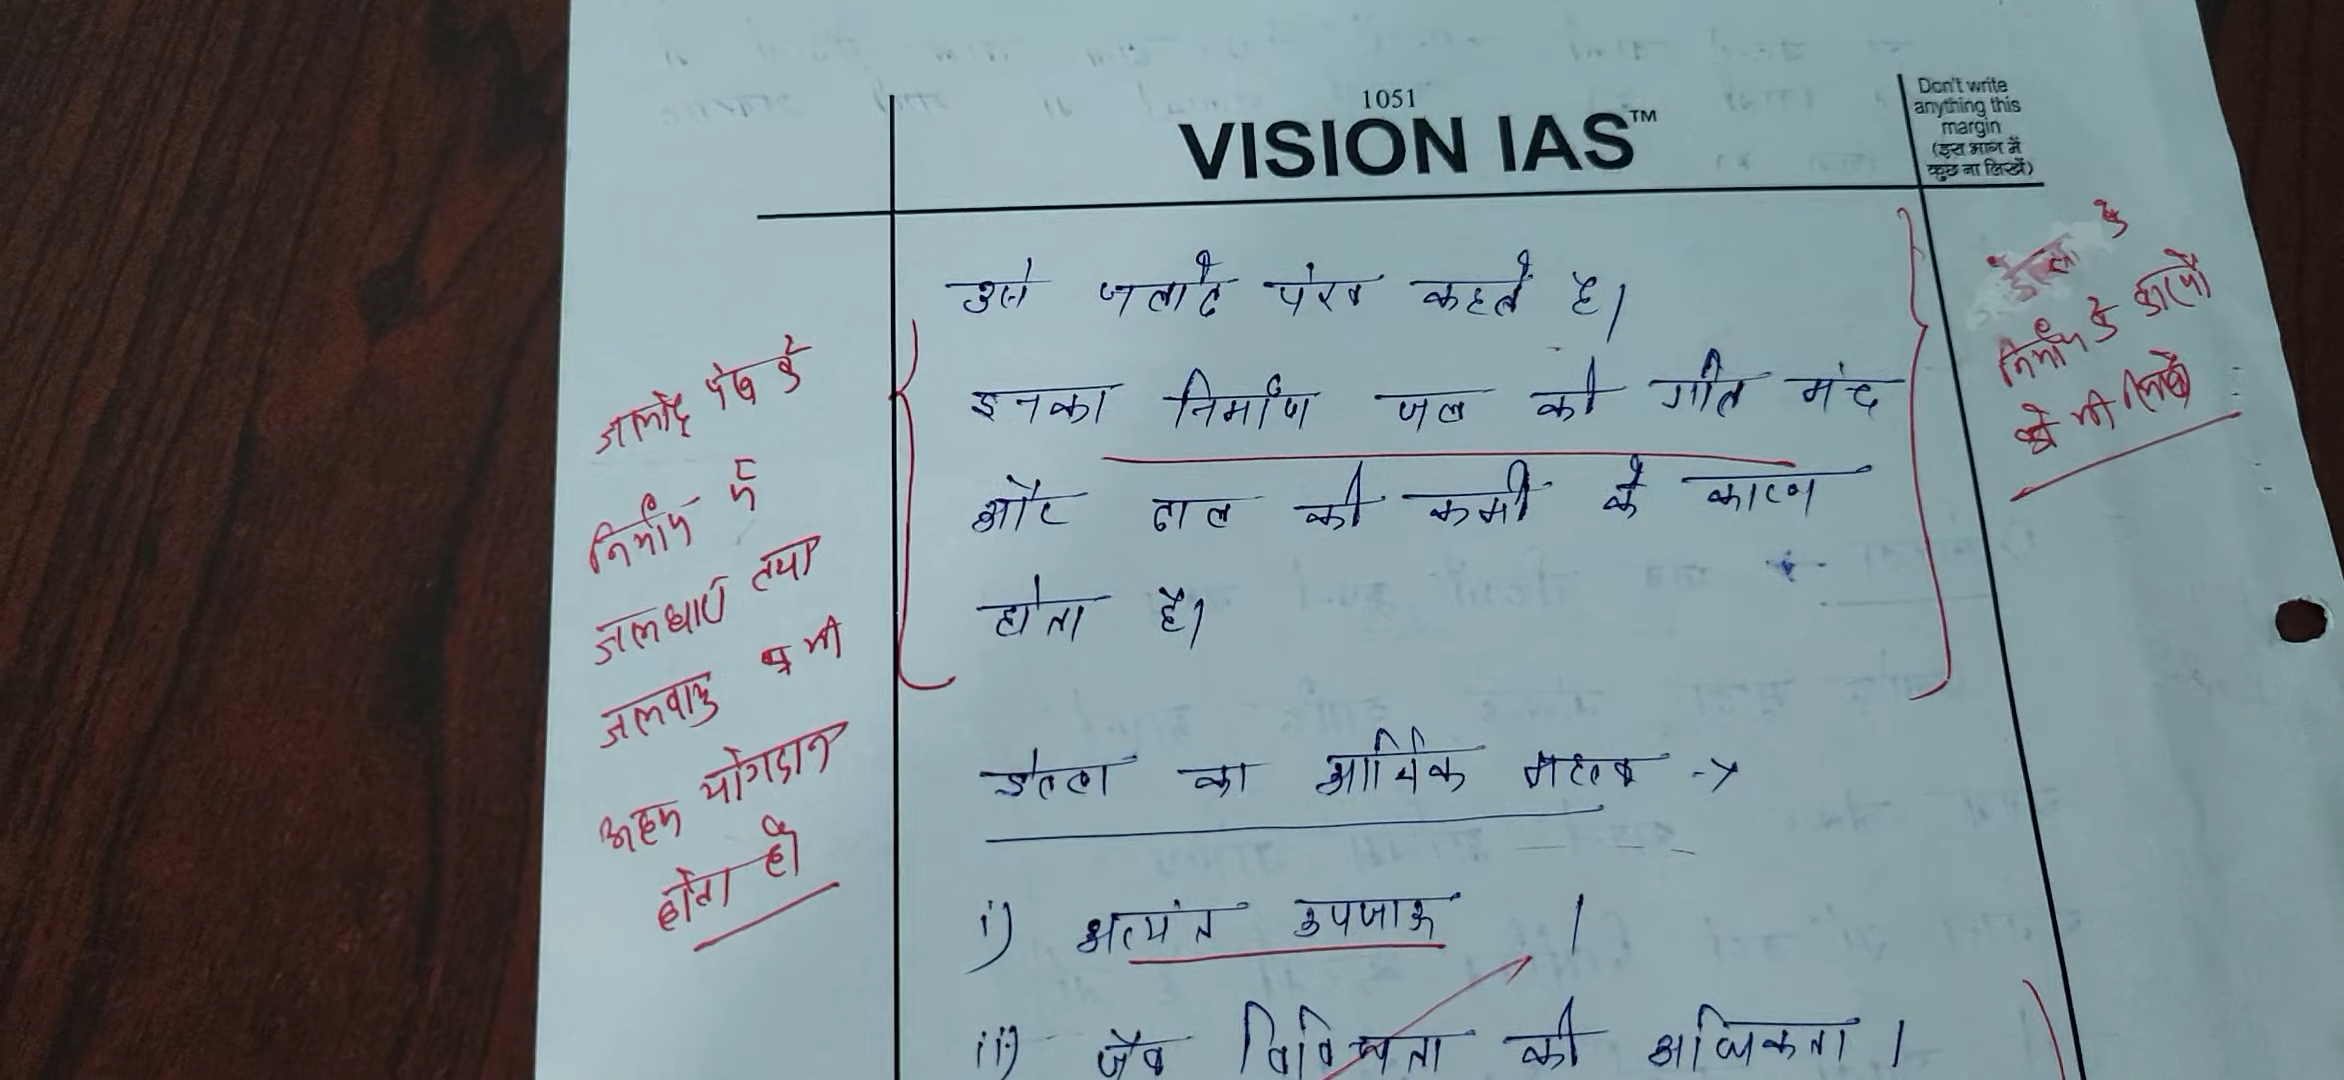 1051
VISION IAS™
Don't write
anything this
margin
(इस भाग में
कुछ ना लिखें)
उसे जलोढ़ पंख कहते है।
इनका निर्माण जल की गति मंद
और ढाल की कमी के कारण
होता है।
डेल्टा का आर्थिक महत्व ->
i) अत्यंत उपजाऊ ।
ii) जैव विविधता की अधिकता ।
जलोढ़ पंख के
निर्माण में
जलधारा तथा
जलवायु का भी
अहम योगदान
होता है।
डेल्टा के
निर्माण के कारणों
को भी लिखें